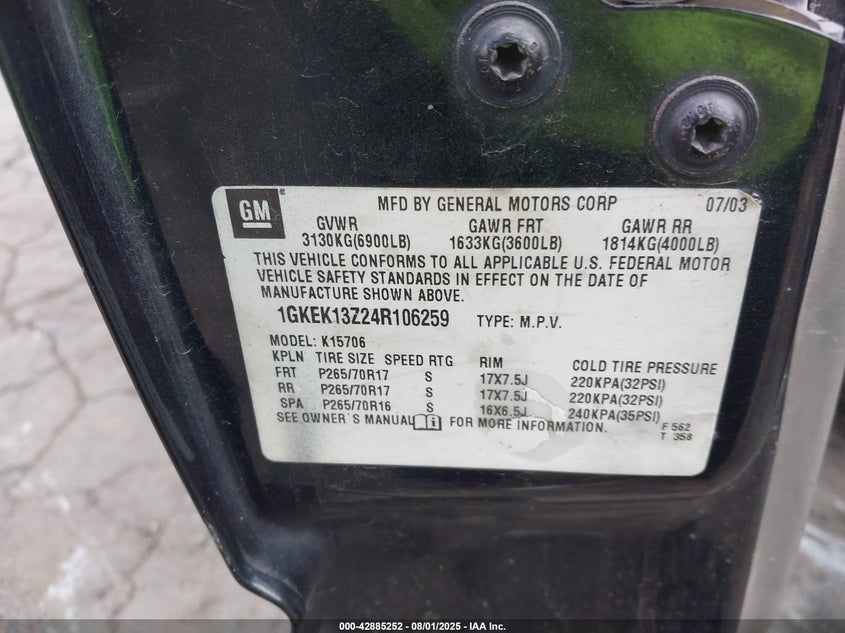 GM ®
MFD BY GENERAL MOTORS CORP 07/03
GVWR GAWR FRT GAWR RR
3130KG(6900LB) 1633KG(3600LB) 1814KG(4000LB)
THIS VEHICLE CONFORMS TO ALL APPLICABLE U.S. FEDERAL MOTOR
VEHICLE SAFETY STANDARDS IN EFFECT ON THE DATE OF
MANUFACTURE SHOWN ABOVE.
1GKEK13Z24R106259 TYPE: M.P.V.
MODEL: K15706
KPLN TIRE SIZE SPEED RTG RIM COLD TIRE PRESSURE
FRT P265/70R17 S 17X7.5J 220KPA(32PSI)
RR P265/70R17 S 17X7.5J 220KPA(32PSI)
SPA P265/70R16 S 16X6.5J 240KPA(35PSI)
SEE OWNER'S MANUAL FOR MORE INFORMATION.
F 562
T 358
000-42885252 - 08/01/2025 - IAA Inc.